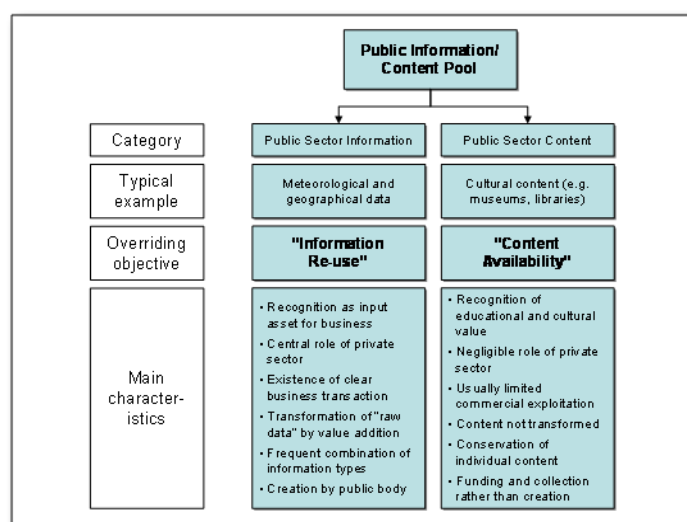 Public Information/
Content Pool
Category
Public Sector Information
Public Sector Content
Typical
example
Meteorological and
geographical data
Cultural content (e.g.
museums, libraries)
Overriding
objective
"Information
Re-use"
"Content
Availability"
Main
character-
istics
• Recognition as input
asset for business
• Central role of private
sector
• Existence of clear
business transaction
• Transformation of "raw
data" by value addition
• Frequent combination of
information types
• Creation by public body
• Recognition of
educational and cultural
value
• Negligible role of private
sector
• Usually limited
commercial exploitation
• Content not transformed
• Conservation of
individual content
• Funding and collection
rather than creation